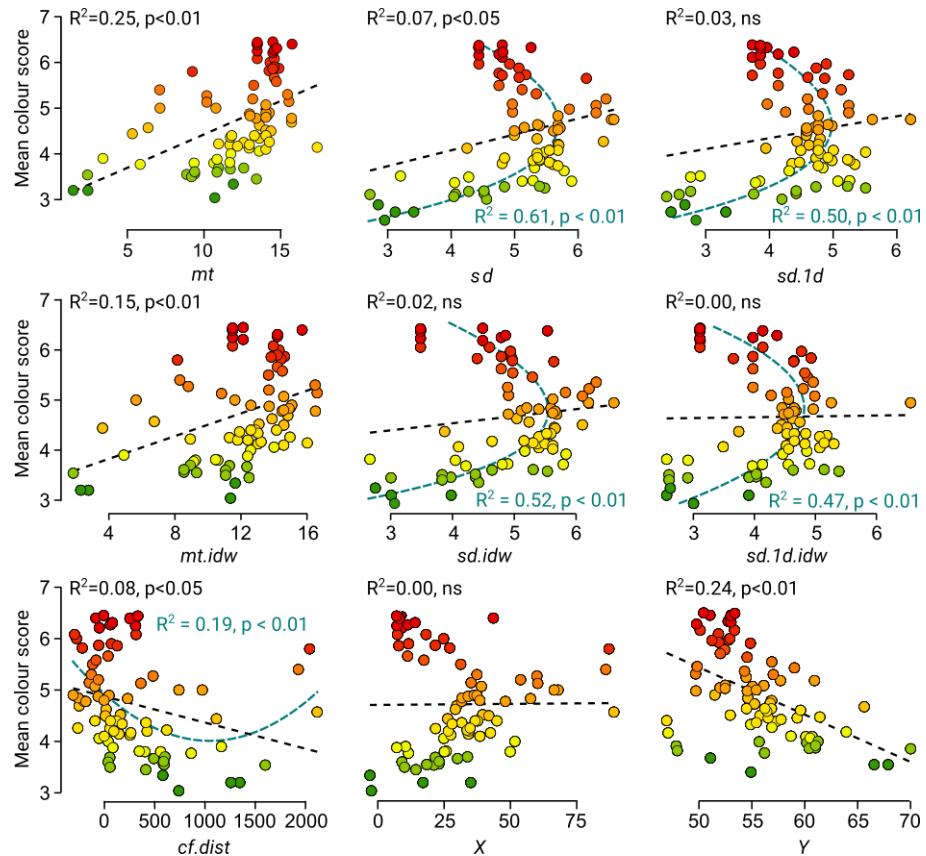 R²=0.25, p<0.01
R²=0.07, p<0.05
R²=0.03, ns
Mean colour score
7
6
5
4
3
R² = 0.61, p < 0.01
R² = 0.50, p < 0.01
5 10 15
3 4 5 6
3 4 5 6
mt
sd
sd.1d
R²=0.15, p<0.01
R²=0.02, ns
R²=0.00, ns
Mean colour score
7
6
5
4
3
R² = 0.52, p < 0.01
R² = 0.47, p < 0.01
4 8 12 16
3 4 5 6
3 4 5 6
mt.idw
sd.idw
sd.1d.idw
R²=0.08, p<0.05
R²=0.00, ns
R²=0.24, p<0.01
R² = 0.19, p < 0.01
Mean colour score
7
6
5
4
3
0 500 1000 1500 2000
0 25 50 75
50 55 60 65 70
cf.dist
X
Y